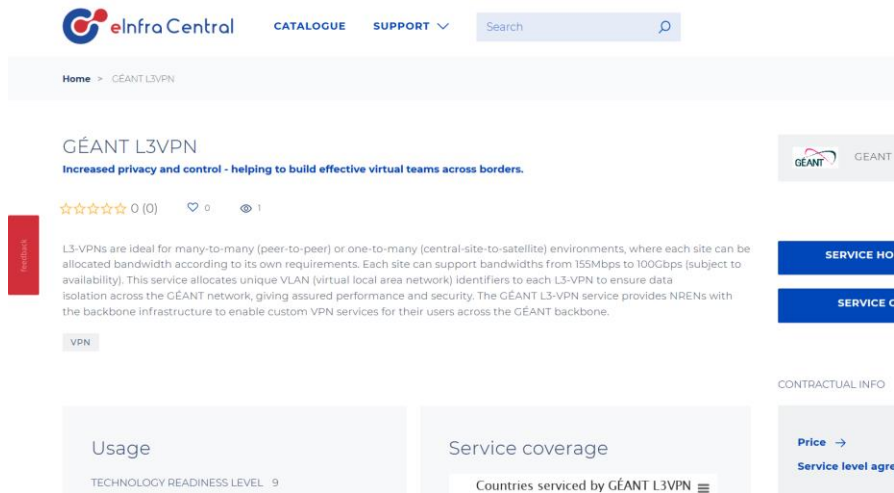 eInfraCentral
CATALOGUE SUPPORT Search
Home > GÉANT L3VPN
GÉANT L3VPN
Increased privacy and control - helping to build effective virtual teams across borders.
0 (0) 0 1
feedback
L3-VPNs are ideal for many-to-many (peer-to-peer) or one-to-many (central-site-to-satellite) environments, where each site can be
allocated bandwidth according to its own requirements. Each site can support bandwidths from 155Mbps to 100Gbps (subject to
availability). This service allocates unique VLAN (virtual local area network) identifiers to each L3-VPN to ensure data
isolation across the GÉANT network, giving assured performance and security. The GÉANT L3-VPN service provides NRENs with
the backbone infrastructure to enable custom VPN services for their users across the GÉANT backbone.
VPN
GÉANT GEANT
SERVICE HO
SERVICE
CONTRACTUAL INFO
Price →
Service level agre
Usage
TECHNOLOGY READINESS LEVEL 9
Service coverage
Countries serviced by GÉANT L3VPN